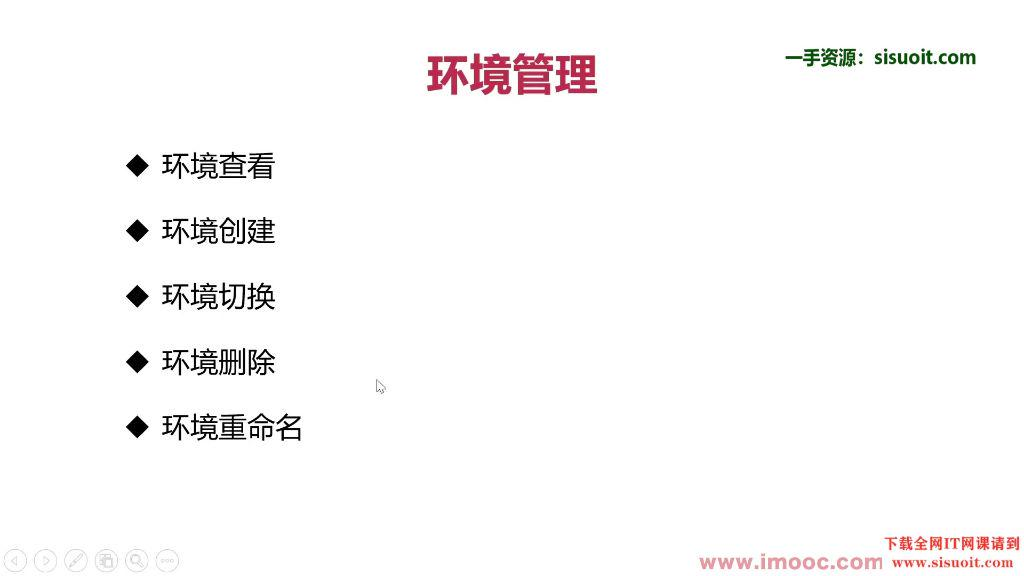 环境管理
一手资源：sisuoit.com
◆ 环境查看
◆ 环境创建
◆ 环境切换
◆ 环境删除
◆ 环境重命名
下载全网IT网课请到
www.imooc.com
www.sisuoit.com